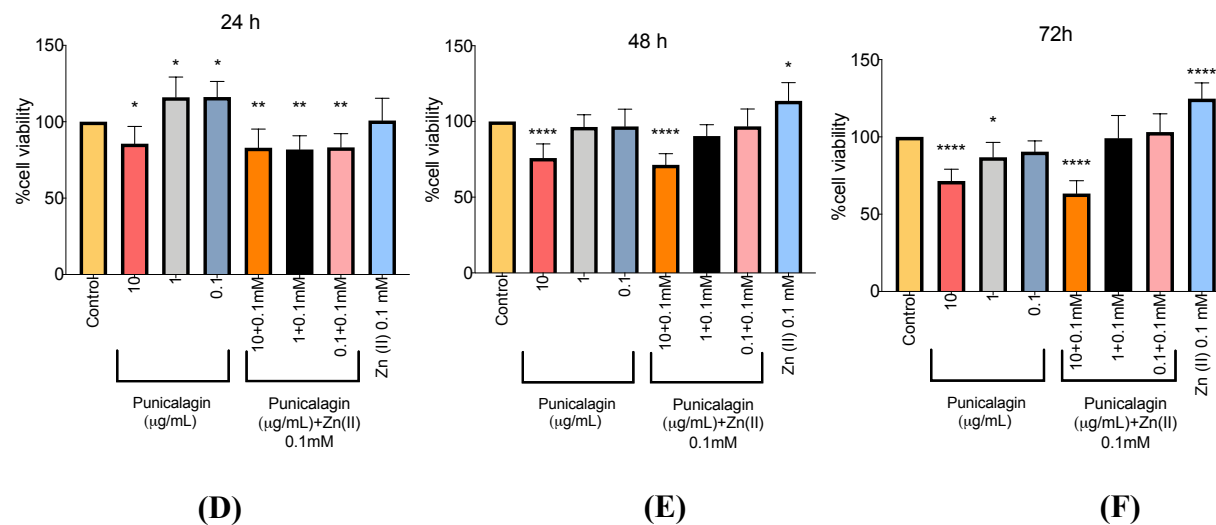 24 h
150
100
50
0
%cell viability
* * * ** ** **
Control
10
1
0.1
10+0.1mM
1+0.1mM
0.1+0.1mM
Zn (II) 0.1 mM
Punicalagin
(μg/mL)
Punicalagin
(μg/mL)+Zn(II)
0.1mM
(D)
48 h
150
100
50
0
%cell viability
**** **** *
Control
10
1
0.1
10+0.1mM
1+0.1mM
0.1+0.1mM
Zn (II) 0.1 mM
Punicalagin
(μg/mL)
Punicalagin
(μg/mL)+Zn(II)
0.1mM
(E)
72h
150
100
50
0
%cell viability
**** * **** ****
Control
10
1
0.1
10+0.1mM
1+0.1mM
0.1+0.1mM
Zn (II) 0.1 mM
Punicalagin
(μg/mL)
Punicalagin
(μg/mL)+Zn(II)
0.1mM
(F)